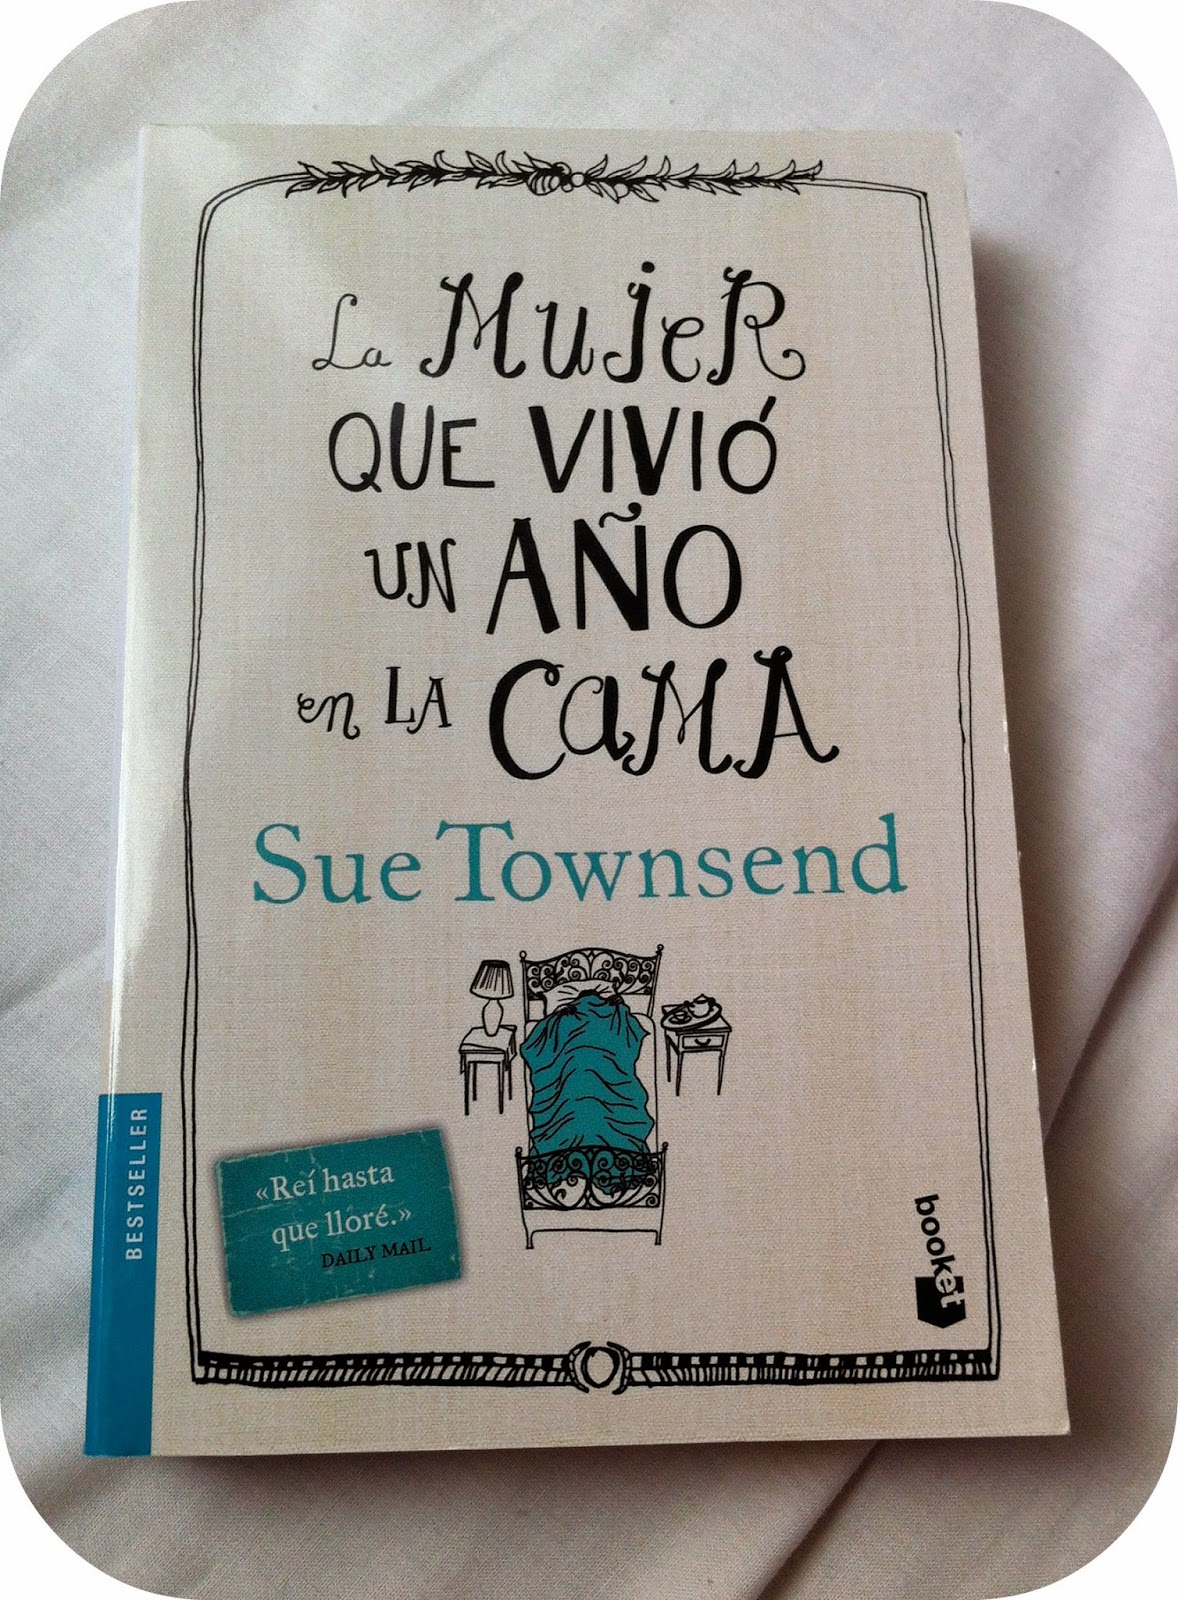 La MUJeR
QUE VIVIÓ
UN AÑO
en LA CaMA
Sue Townsend
BESTSELLER
«Reí hasta
que lloré.»
DAILY MAIL
booket